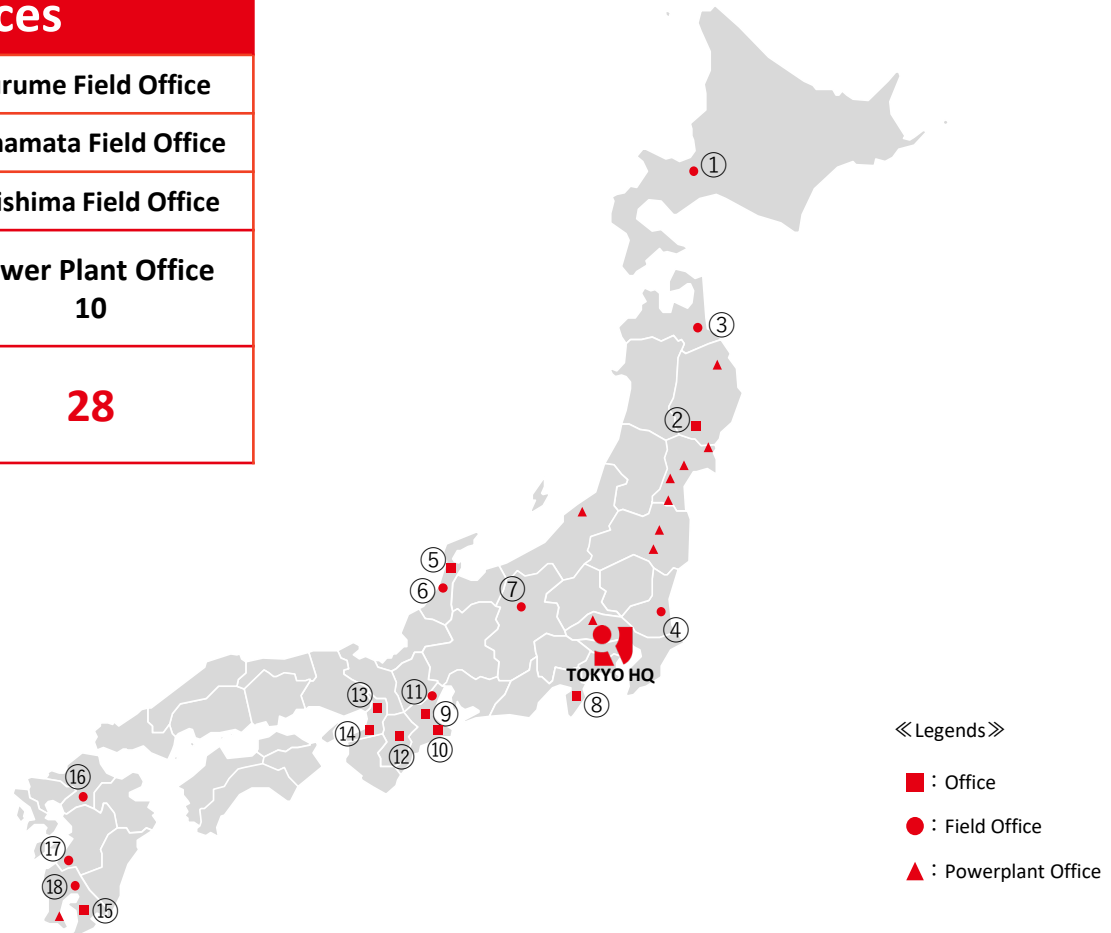 ces
rume Field Office
amata Field Office
ishima Field Office
wer Plant Office
10
28
①
③
②
⑤
⑥
⑦
④
TOKYO HQ
⑧
⑪
⑬
⑨
⑭
⑩
⑫
⑯
⑰
⑱
⑮
≪Legends≫
：Office
：Field Office
：Powerplant Office